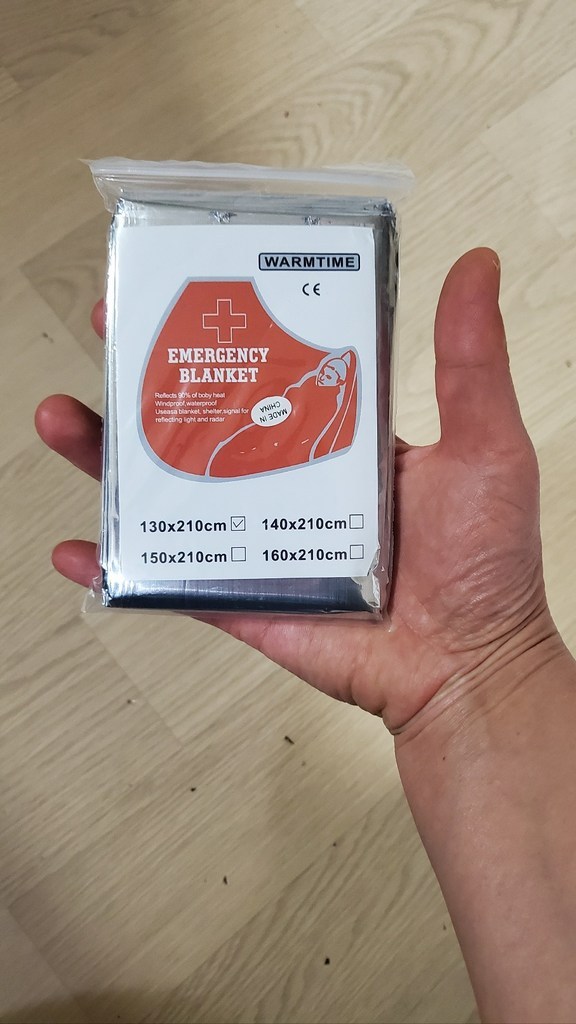 WARMTIME
CE
EMERGENCY
BLANKET
Reflects 90% of boby heat
Windproof,waterproof
Useasa blanket, shelter,signal for
reflecting light and radar
MADE IN
CHINA
130x210cm 140x210cm
150x210cm 160x210cm